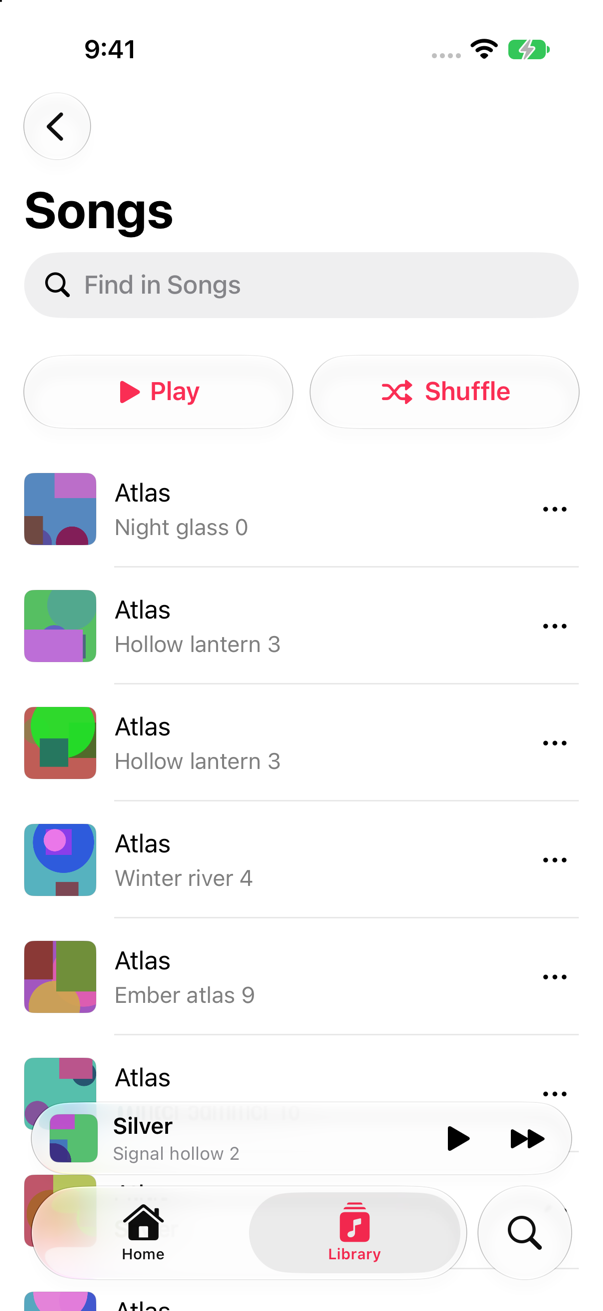 9:41
Songs
Find in Songs
Play
Shuffle
Atlas
Night glass 0
Atlas
Hollow lantern 3
Atlas
Hollow lantern 3
Atlas
Winter river 4
Atlas
Ember atlas 9
Atlas
Silver
Signal hollow 2
Home
Library
Atlas